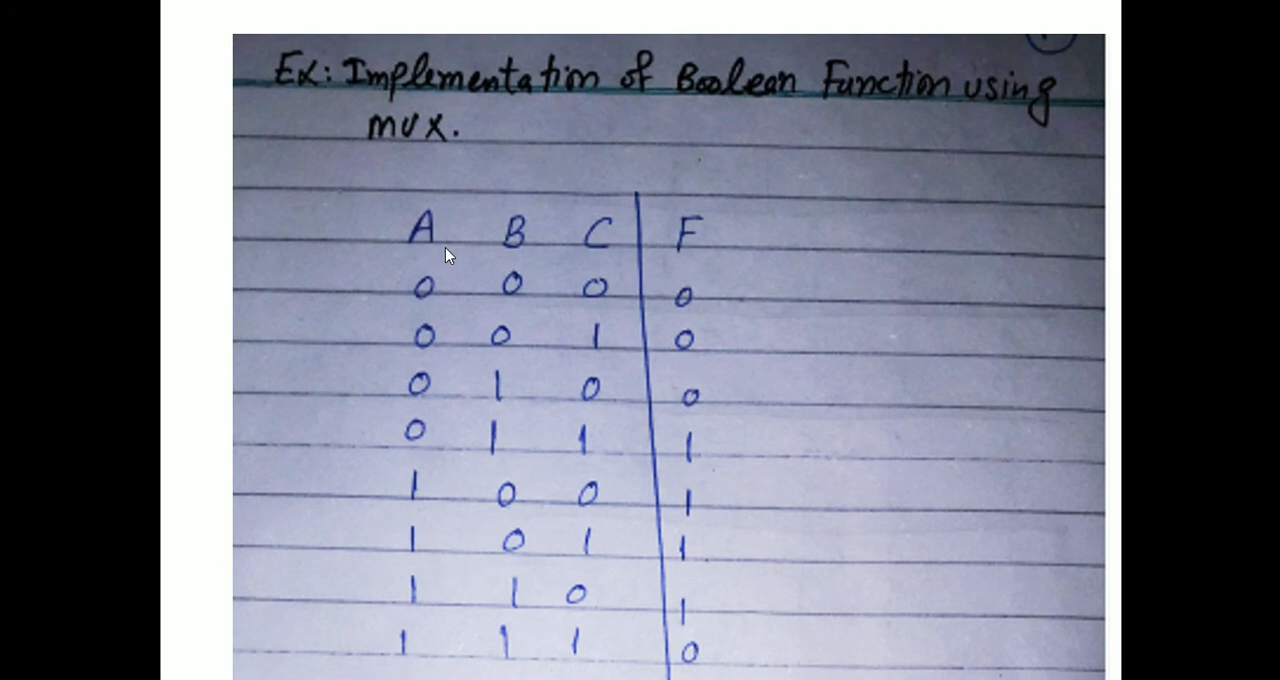 Ex: Implementation of Boolean Function using
mux.
A B C F
0 0 0 0
0 0 1 0
0 1 0 0
0 1 1 1
1 0 0 1
1 0 1 1
1 1 0 1
1 1 1 0